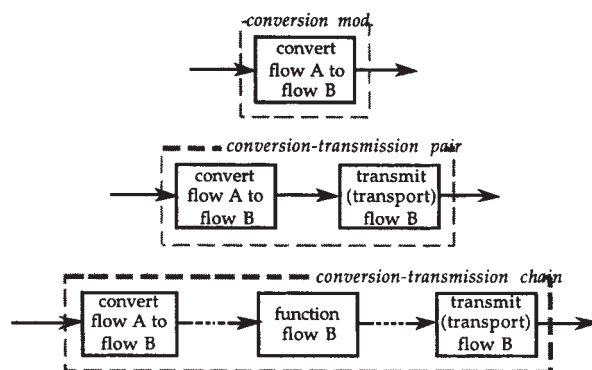 conversion mod.
convert
flow A to
flow B
conversion-transmission pair
convert
flow A to
flow B
transmit
(transport)
flow B
conversion-transmission chain
convert
flow A to
flow B
function
flow B
transmit
(transport)
flow B